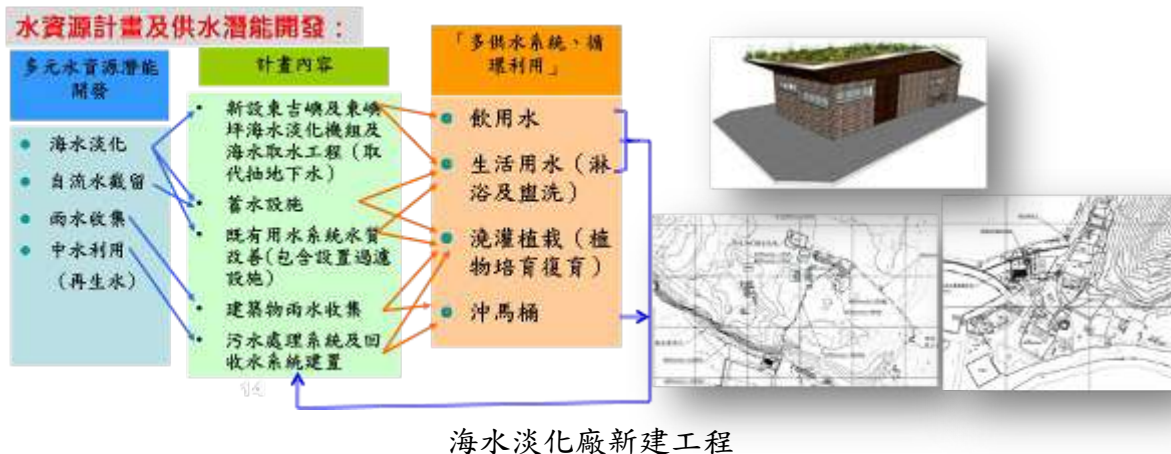 水資源計畫及供水潛能開發：
多元水資源潛能
開發
海水淡化
自流水截留
雨水收集
中水利用
（再生水）
計畫內容
新設東吉嶼及東嶼
坪海水淡化機組及
海水取水工程（取
代抽地下水）
蓄水設施
既有用水系統水質
改善(包含設置過濾
設施)
建築物雨水收集
污水處理系統及回
收水系統建置
「多供水系統、循
環利用」
飲用水
生活用水（淋
浴及盥洗）
澆灌植栽（植
物培育復育）
沖馬桶
14
海水淡化廠新建工程